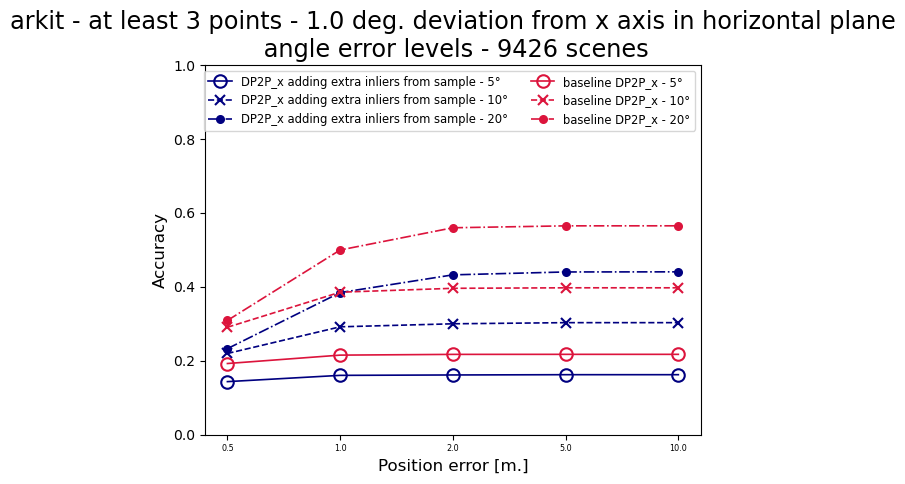 arkit - at least 3 points - 1.0 deg. deviation from x axis in horizontal plane
angle error levels - 9426 scenes
DP2P_x adding extra inliers from sample - 5°
DP2P_x adding extra inliers from sample - 10°
DP2P_x adding extra inliers from sample - 20°
baseline DP2P_x - 5°
baseline DP2P_x - 10°
baseline DP2P_x - 20°
Accuracy
1.0
0.8
0.6
0.4
0.2
0.0
0.5 1.0 2.0 5.0 10.0
Position error [m.]